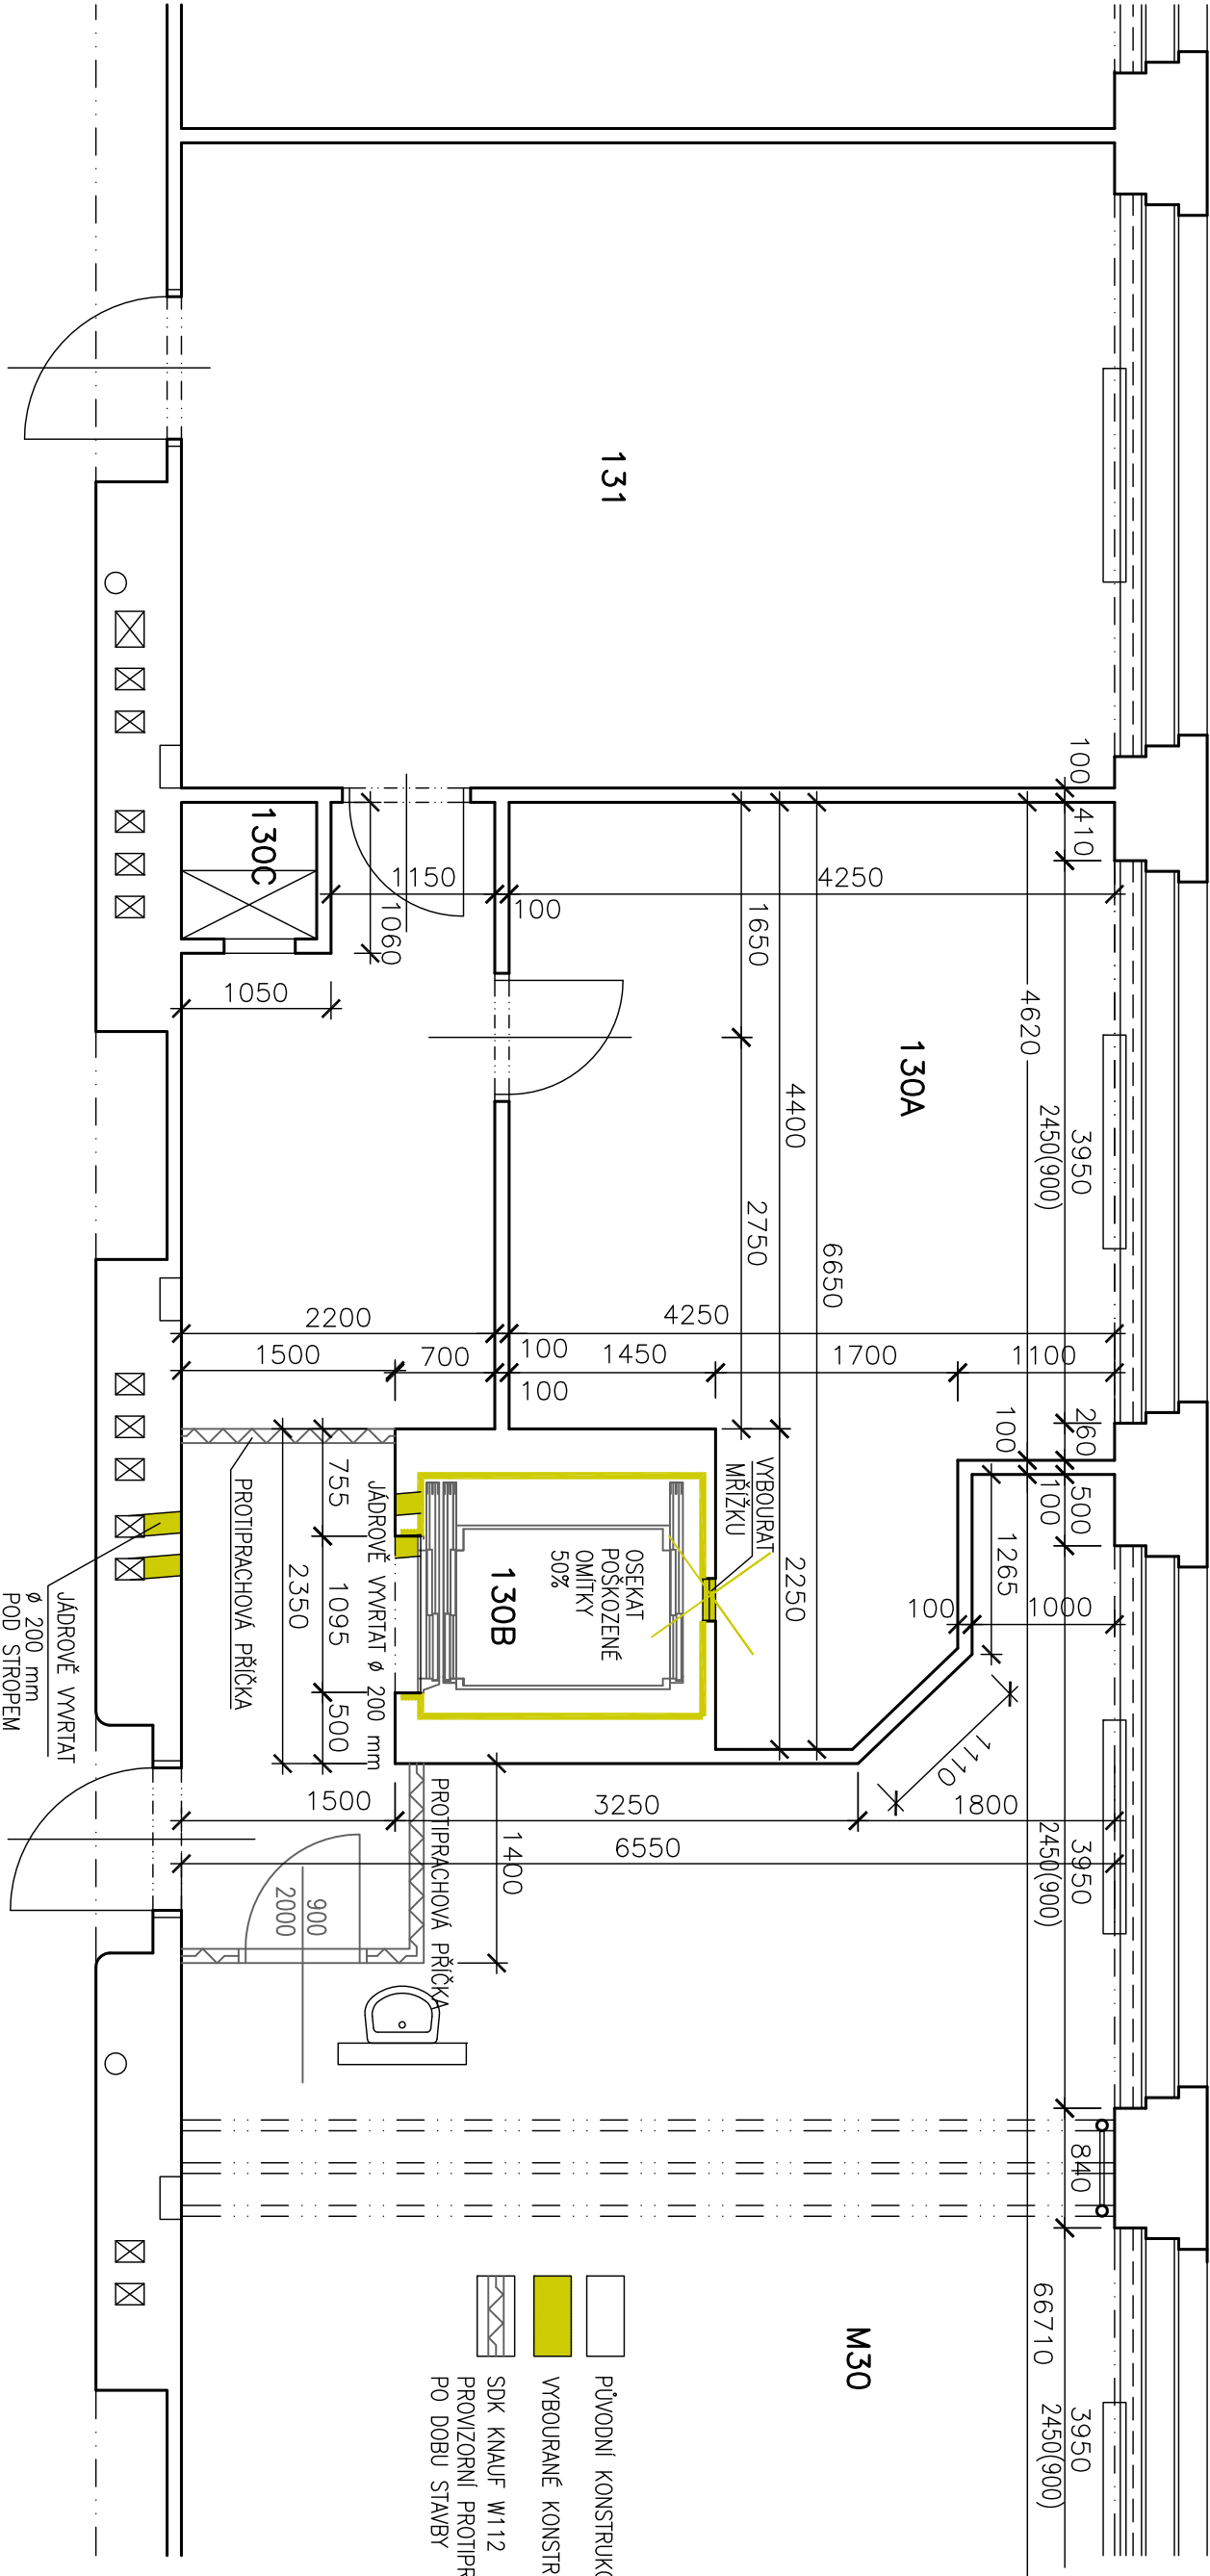 131
130C
130A
130B
M30
100
410
3950
2450(900)
260
100
500
100
3950
2450(900)
840
3950
2450(900)
4620
66710
6650
4400
2250
1650
2750
4250
100
1150
1060
1050
4250
100
2200
1100
1700
1450
100
700
1500
1265
1000
100
1110
1800
3250
1500
6550
755
1095
500
2350
1400
900
2000
VYBOURAT
MŘÍŽKU
OSEKAT
POŠKOZENÉ
OMÍTKY
50%
JÁDROVĚ VYVRTAT ø 200 mm
PROTIPRACHOVÁ PŘÍČKA
PROTIPRACHOVÁ PŘÍČKA
JÁDROVĚ VYVRTAT
ø 200 mm
POD STROPEM
PŮVODNÍ KONSTRUKC
VYBOURANÉ KONSTR
SDK KNAUF W112
PROVIZORNÍ PROTIPR
PO DOBU STAVBY